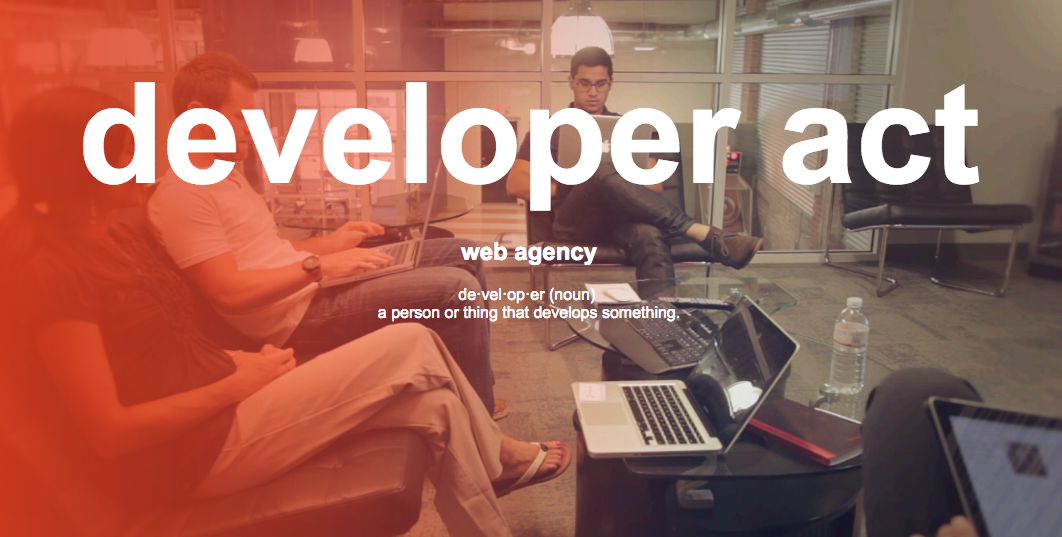 developer act
web agency
de·vel·op·er (noun)
a person or thing that develops something.